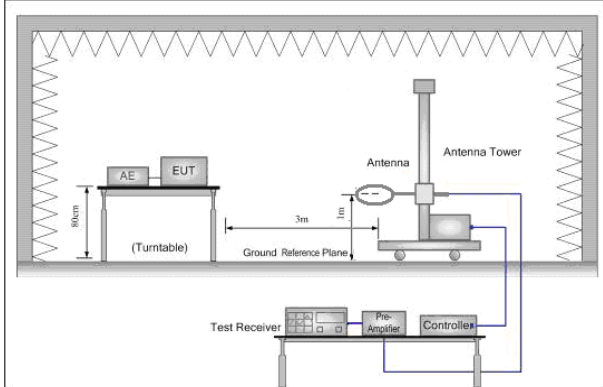 Antenna Tower
Antenna
AE
EUT
80cm
(Turntable)
3m
1m
Ground Reference Plane
Test Receiver
Pre-
Amplifier
Controller